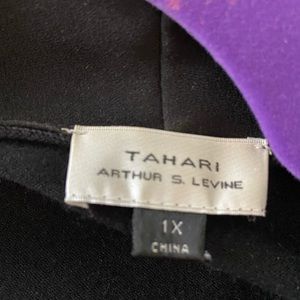 TAHARI
ARTHUR S. LEVINE
1X
CHINA